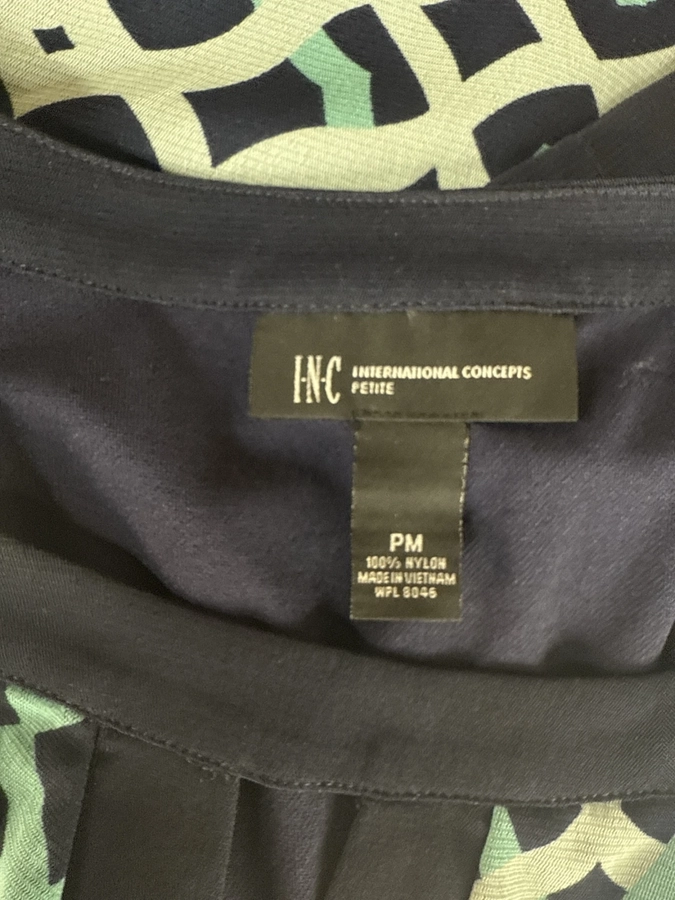 I·N·C INTERNATIONAL CONCEPTS
PETITE
PM
100% NYLON
MADE IN VIETNAM
WPL 8046